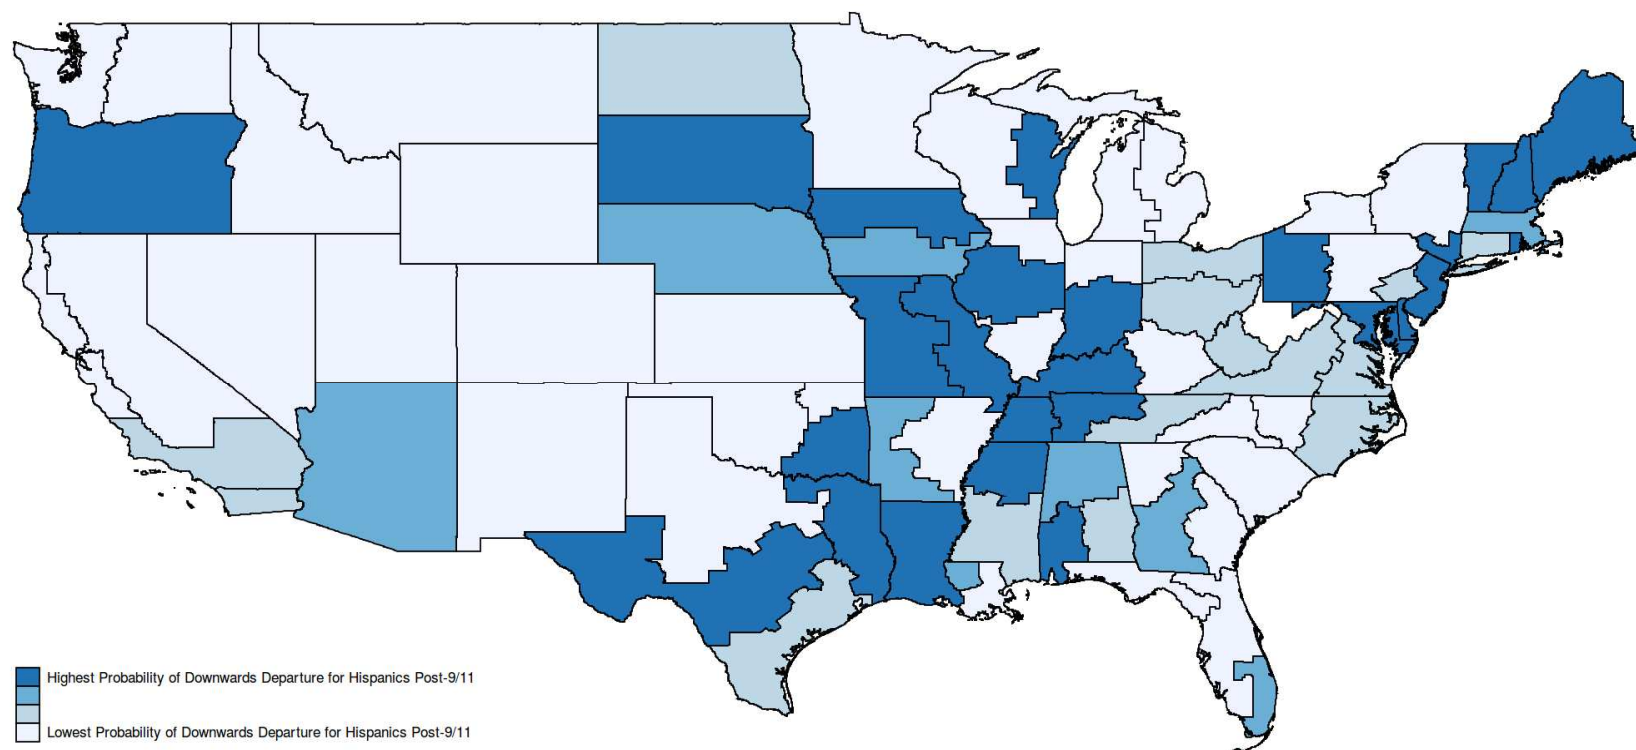 Highest Probability of Downwards Departure for Hispanics Post-9/11
Lowest Probability of Downwards Departure for Hispanics Post-9/11